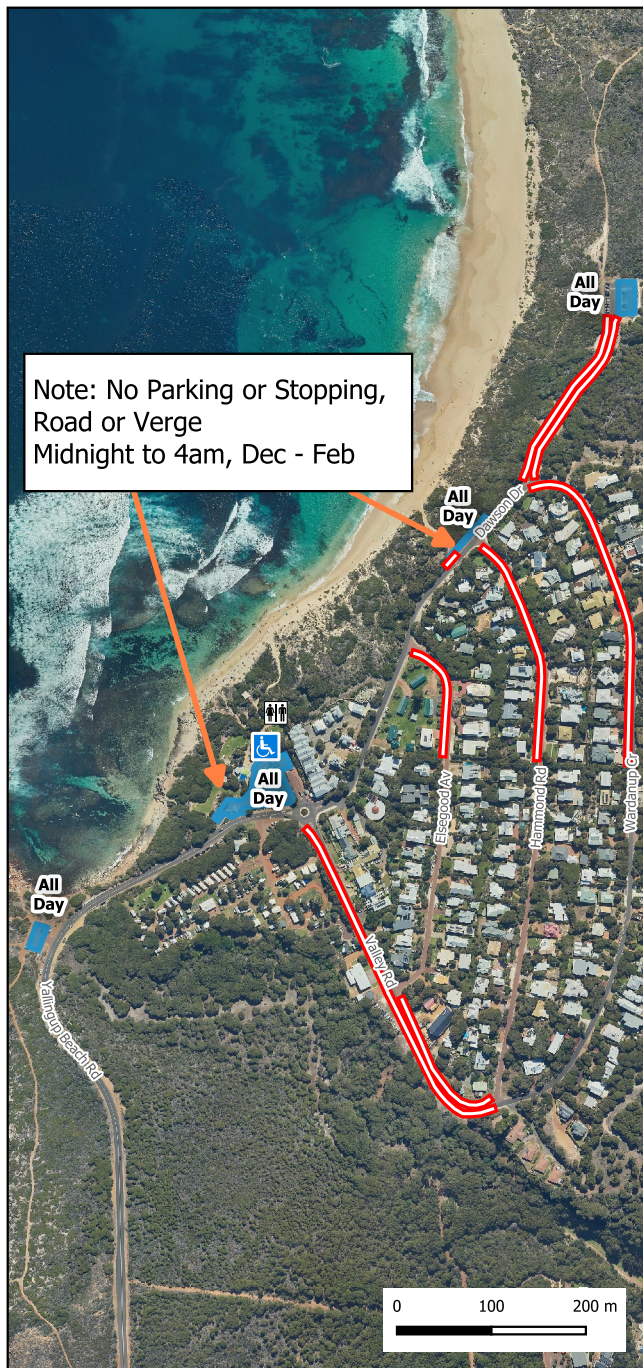 All
Day
Note: No Parking or Stopping,
Road or Verge
Midnight to 4am, Dec - Feb
All
Day
Dawson Dr
All
Day
Elsegood Av
Hammond Rd
Wardanup Cr
All
Day
Valley Rd
Yallingup Beach Rd
0 100 200 m